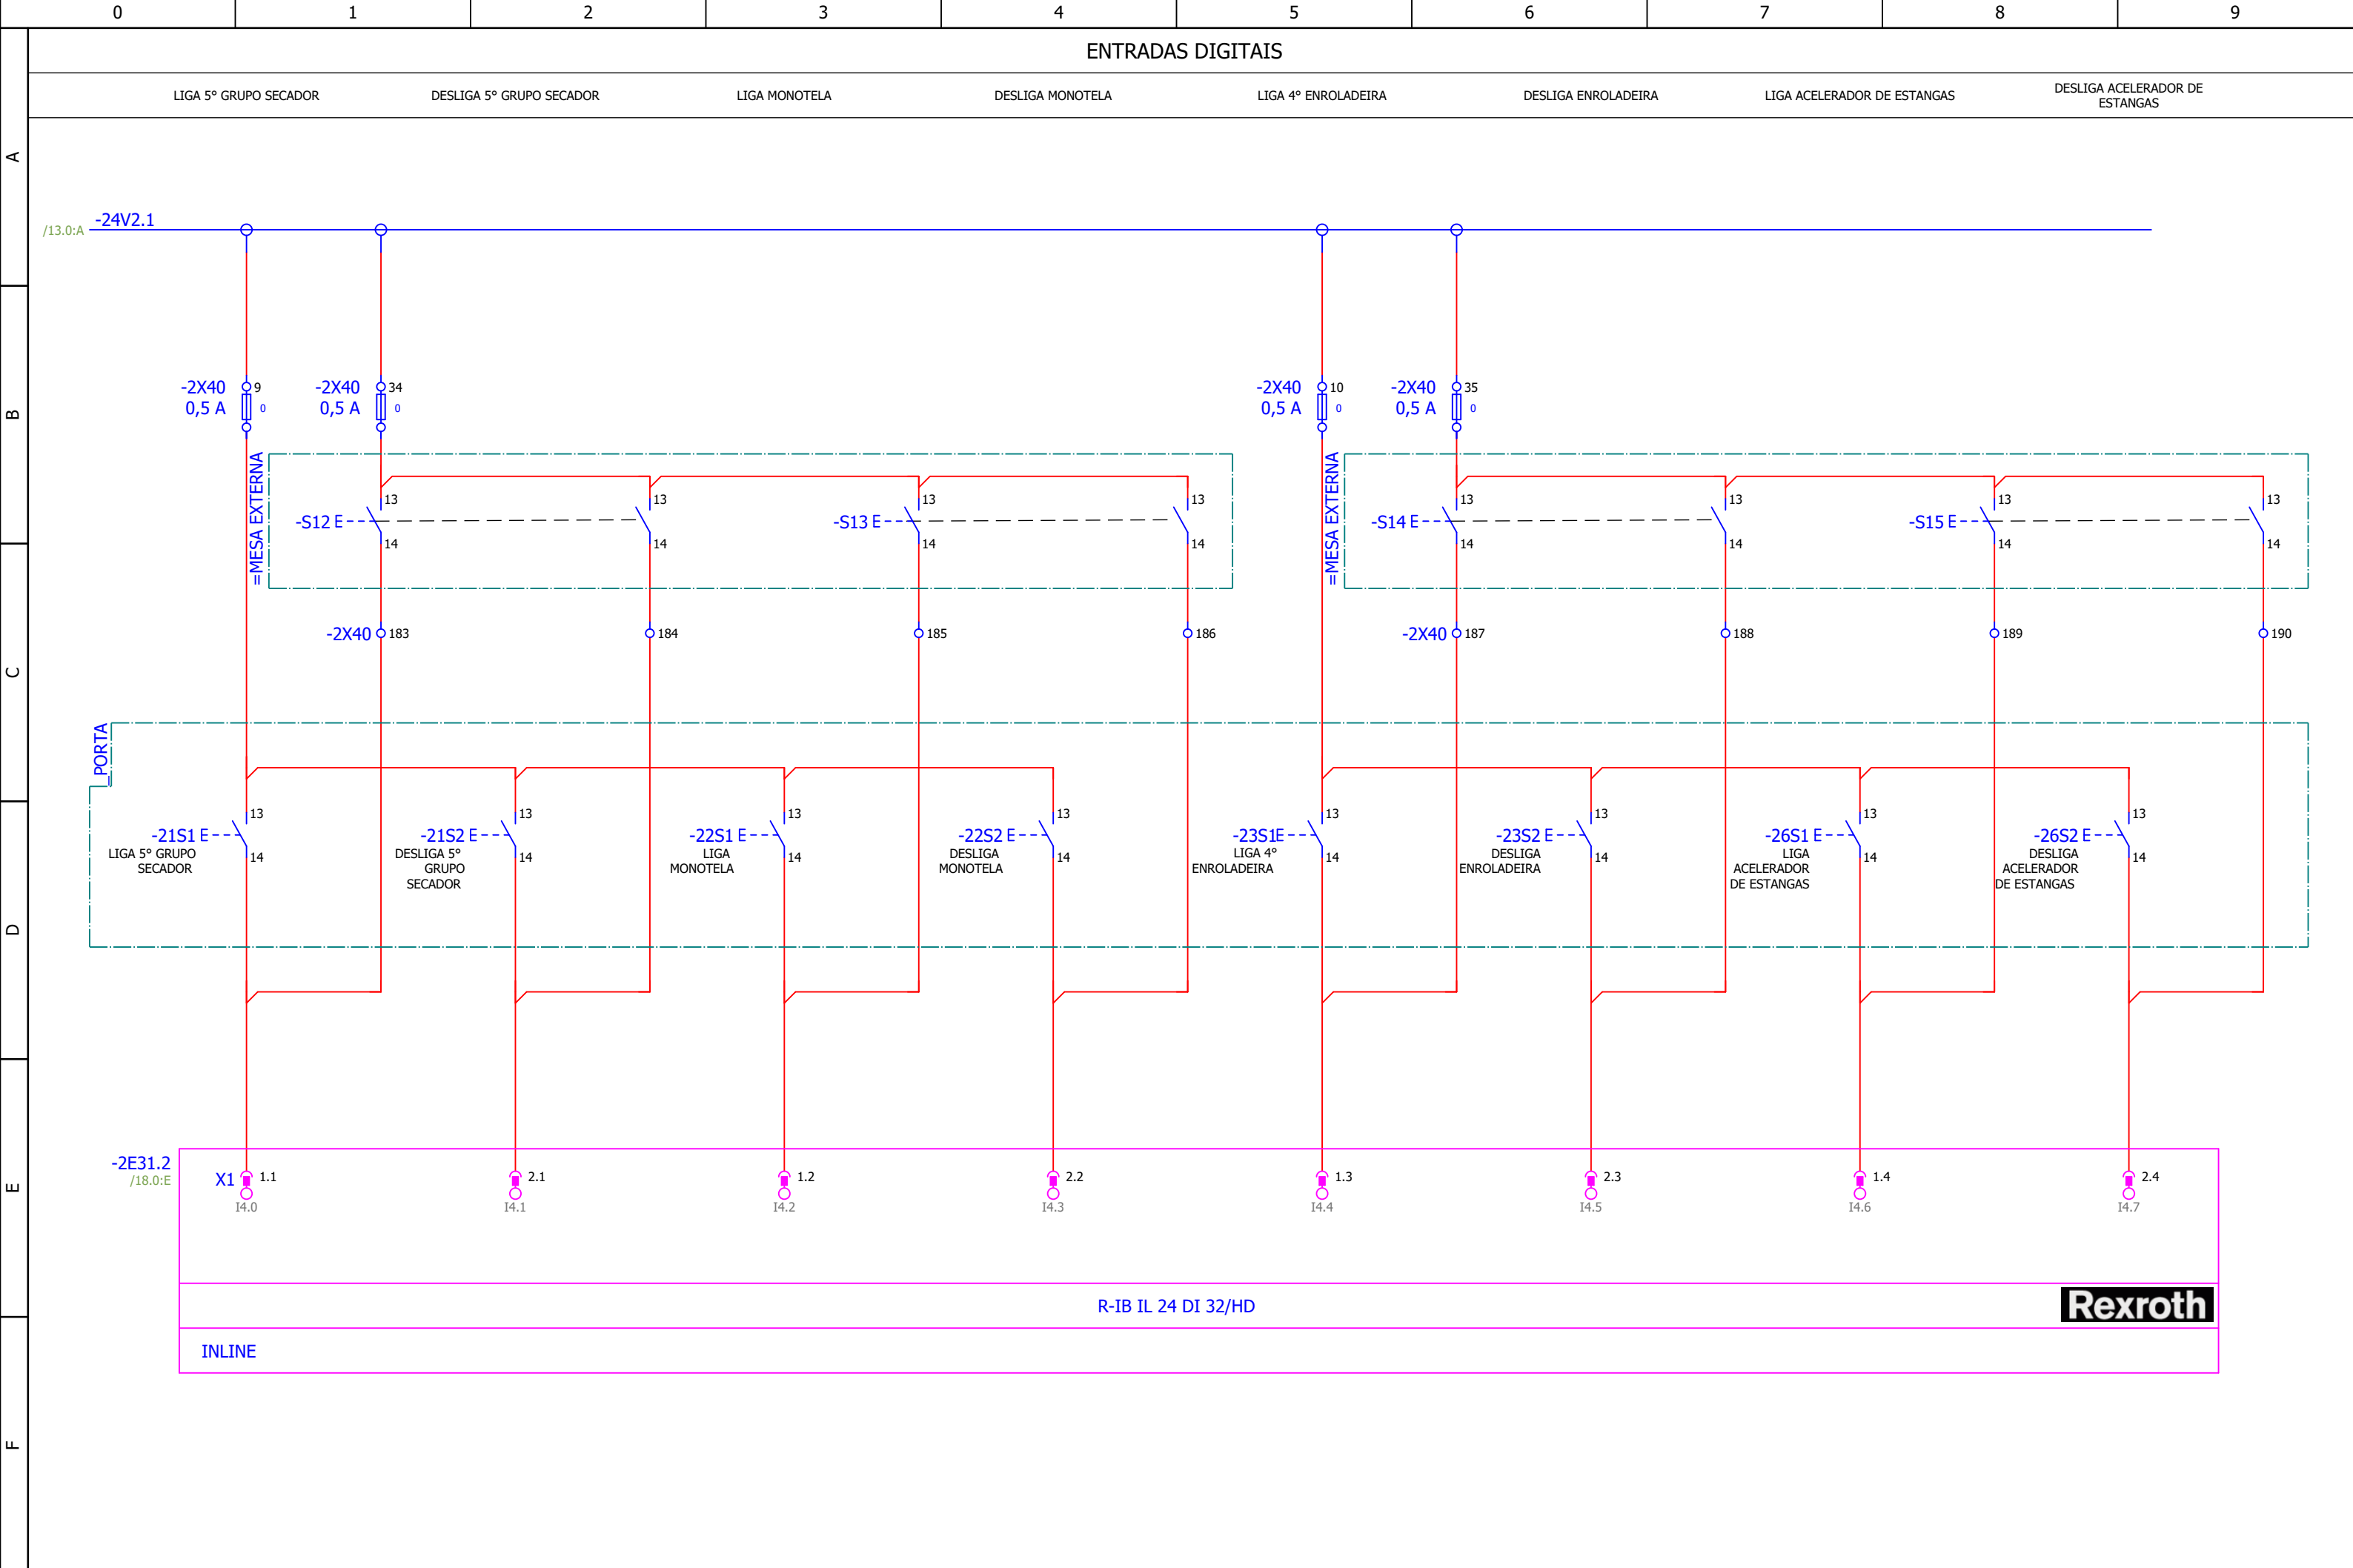 0 1 2 3 4 5 6 7 8 9
ENTRADAS DIGITAIS
LIGA 5° GRUPO SECADOR DESLIGA 5° GRUPO SECADOR LIGA MONOTELA DESLIGA MONOTELA LIGA 4° ENROLADEIRA DESLIGA ENROLADEIRA LIGA ACELERADOR DE ESTANGAS DESLIGA ACELERADOR DE
ESTANGAS
A
/13.0:A -24V2.1
B
-2X40 9 -2X40 34 -2X40 10 -2X40 35
0,5 A 0 0,5 A 0 0,5 A 0 0,5 A 0
=MESA EXTERNA =MESA EXTERNA
13 13 13 13 13 13 13 13
-S12 E -S13 E -S14 E -S15 E
14 14 14 14 14 14 14 14
-2X40 183 184 185 186 -2X40 187 188 189 190
C
_PORTA
13 13 13 13 13 13 13 13
-21S1 E -21S2 E -22S1 E -22S2 E -23S1E -23S2 E -26S1 E -26S2 E
14 14 14 14 14 14 14 14
LIGA 5° GRUPO
SECADOR
DESLIGA 5°
GRUPO
SECADOR
LIGA
MONOTELA
DESLIGA
MONOTELA
LIGA 4°
ENROLADEIRA
DESLIGA
ENROLADEIRA
LIGA
ACELERADOR
DE ESTANGAS
DESLIGA
ACELERADOR
DE ESTANGAS
D
-2E31.2
/18.0:E
X1 1.1 2.1 1.2 2.2 1.3 2.3 1.4 2.4
E
I4.0 I4.1 I4.2 I4.3 I4.4 I4.5 I4.6 I4.7
R-IB IL 24 DI 32/HD Rexroth
INLINE
F